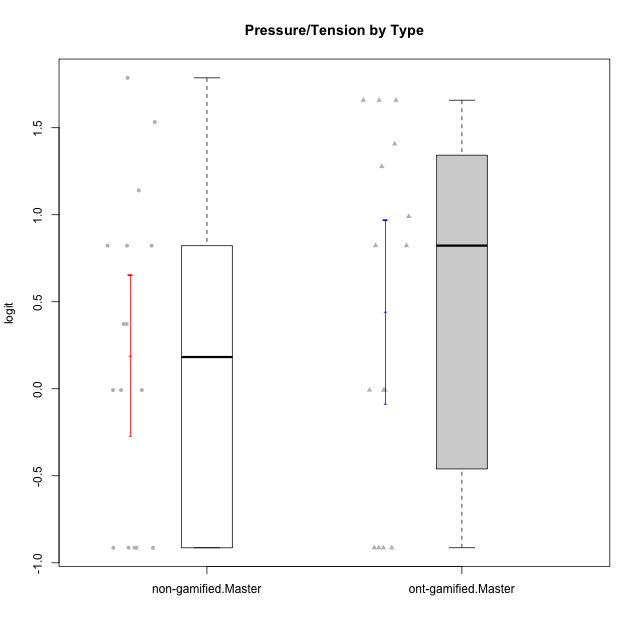 Pressure/Tension by Type
logit
1.5
1.0
0.5
0.0
-0.5
-1.0
non-gamified.Master
ont-gamified.Master